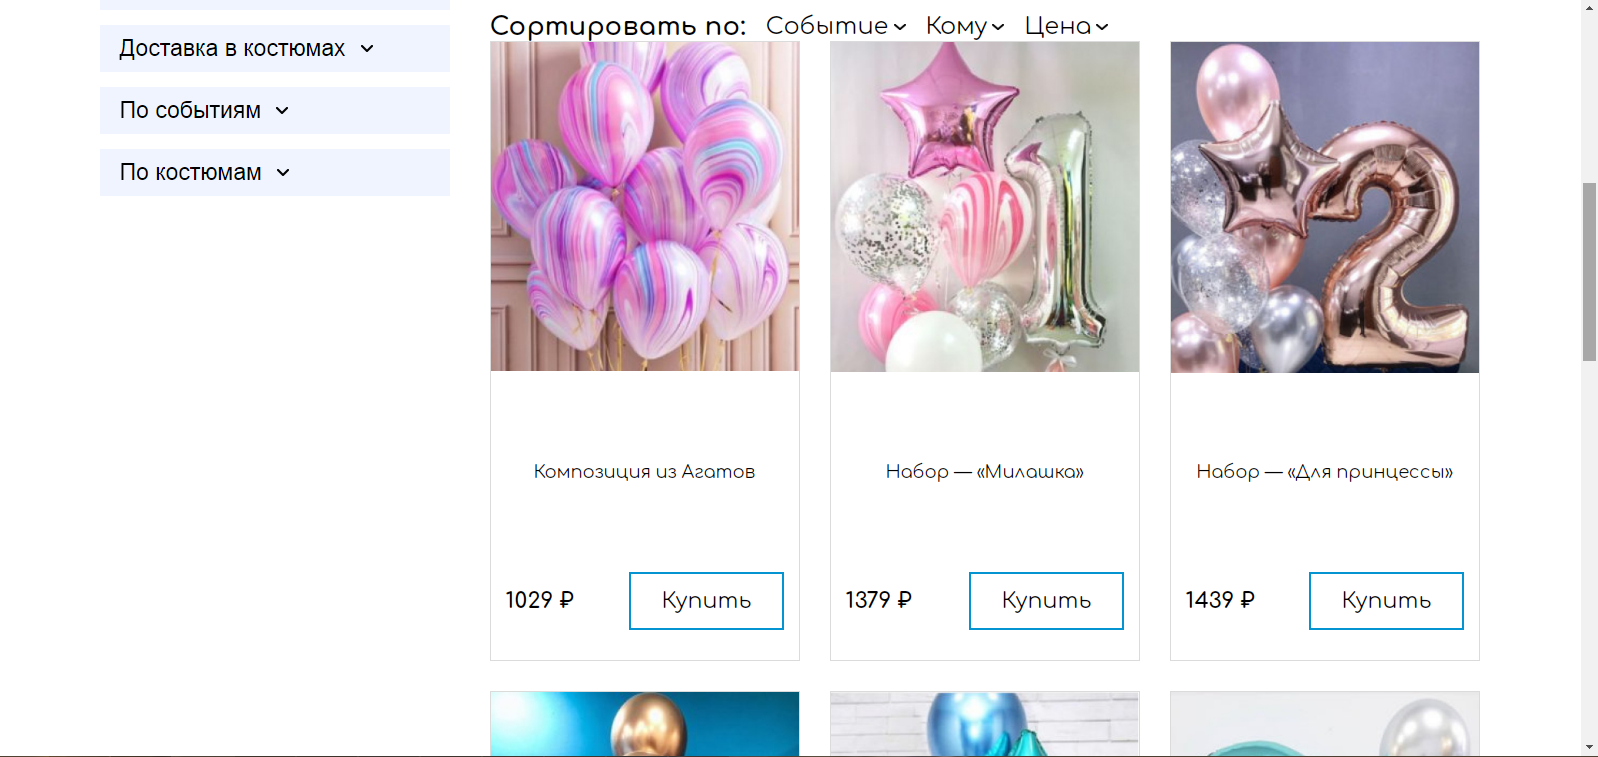 Доставка в костюмах
По событиям
По костюмам
Сортировать по: Событие Кому Цена
Композиция из Агатов
1029 ₽ Купить
Набор — «Милашка»
1379 ₽ Купить
Набор — «Для принцессы»
1439 ₽ Купить